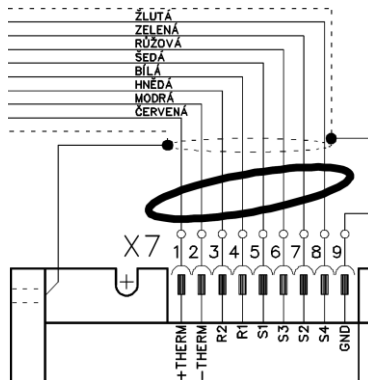 ŽLUTÁ
ZELENÁ
RŮŽOVÁ
ŠEDÁ
BÍLÁ
HNĚDÁ
MODRÁ
ČERVENÁ
X7 1 2 3 4 5 6 7 8 9
+THERM
−THERM
R2
R1
S1
S3
S2
S4
GND